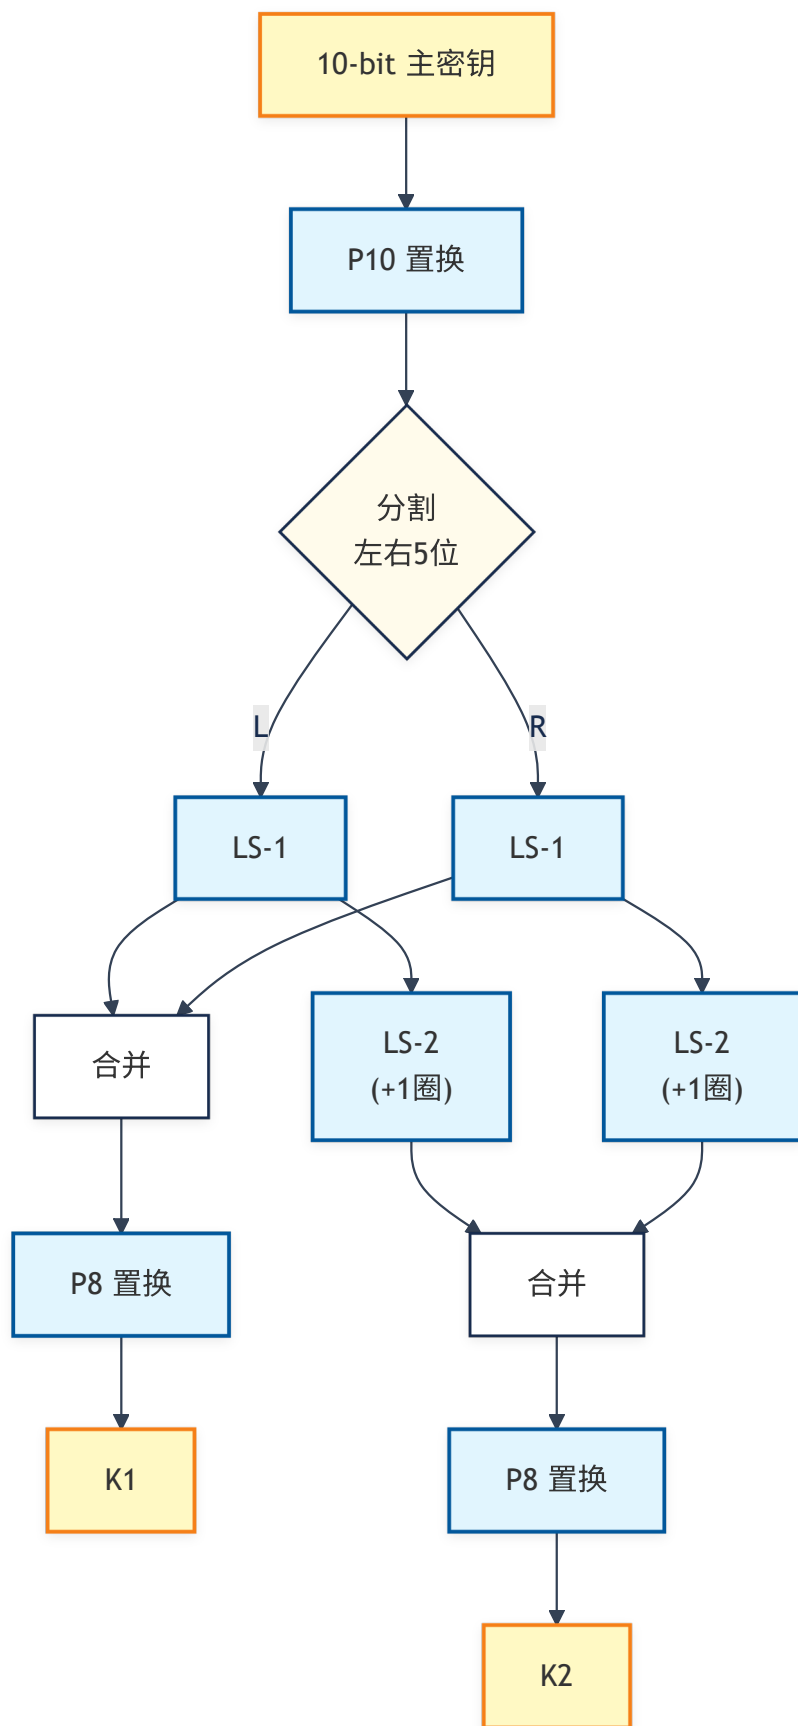 10-bit 主密钥
P10 置换
分割
左右5位
L
R
LS-1
LS-1
合并
LS-2
(+1圈)
LS-2
(+1圈)
P8 置换
合并
K1
P8 置换
K2